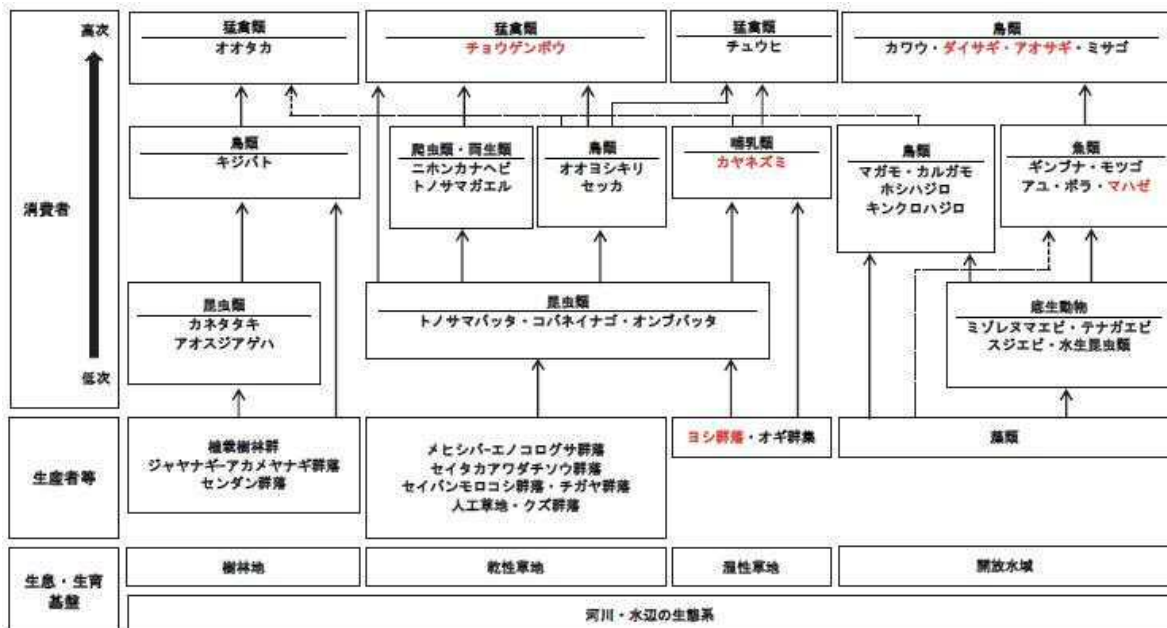 高次
消費者
低次
猛禽類
オオタカ
猛禽類
チョウゲンボウ
猛禽類
チュウヒ
鳥類
カワウ・ダイサギ・アオサギ・ミサゴ
鳥類
キジバト
爬虫類・両生類
ニホンカナヘビ
トノサマガエル
鳥類
オオヨシキリ
セッカ
哺乳類
カヤネズミ
鳥類
マガモ・カルガモ
ホシハジロ
キンクロハジロ
魚類
ギンブナ・モツゴ
アユ・ボラ・マハゼ
昆虫類
カネタタキ
アオスジアゲハ
昆虫類
トノサマバッタ・コバネイナゴ・オンブバッタ
底生動物
ミゾレヌマエビ・テナガエビ
スジエビ・水生昆虫類
生産者等
植栽樹林群
ジャヤナギ-アカメヤナギ群落
センダン群落
メヒシバ-エノコログサ群落
セイタカアワダチソウ群落
セイバンモロコシ群落・チガヤ群落
人工草地・クズ群落
ヨシ群落・オギ群集
藻類
生息・生育
基盤
樹林地
乾性草地
湿性草地
開放水域
河川・水辺の生態系